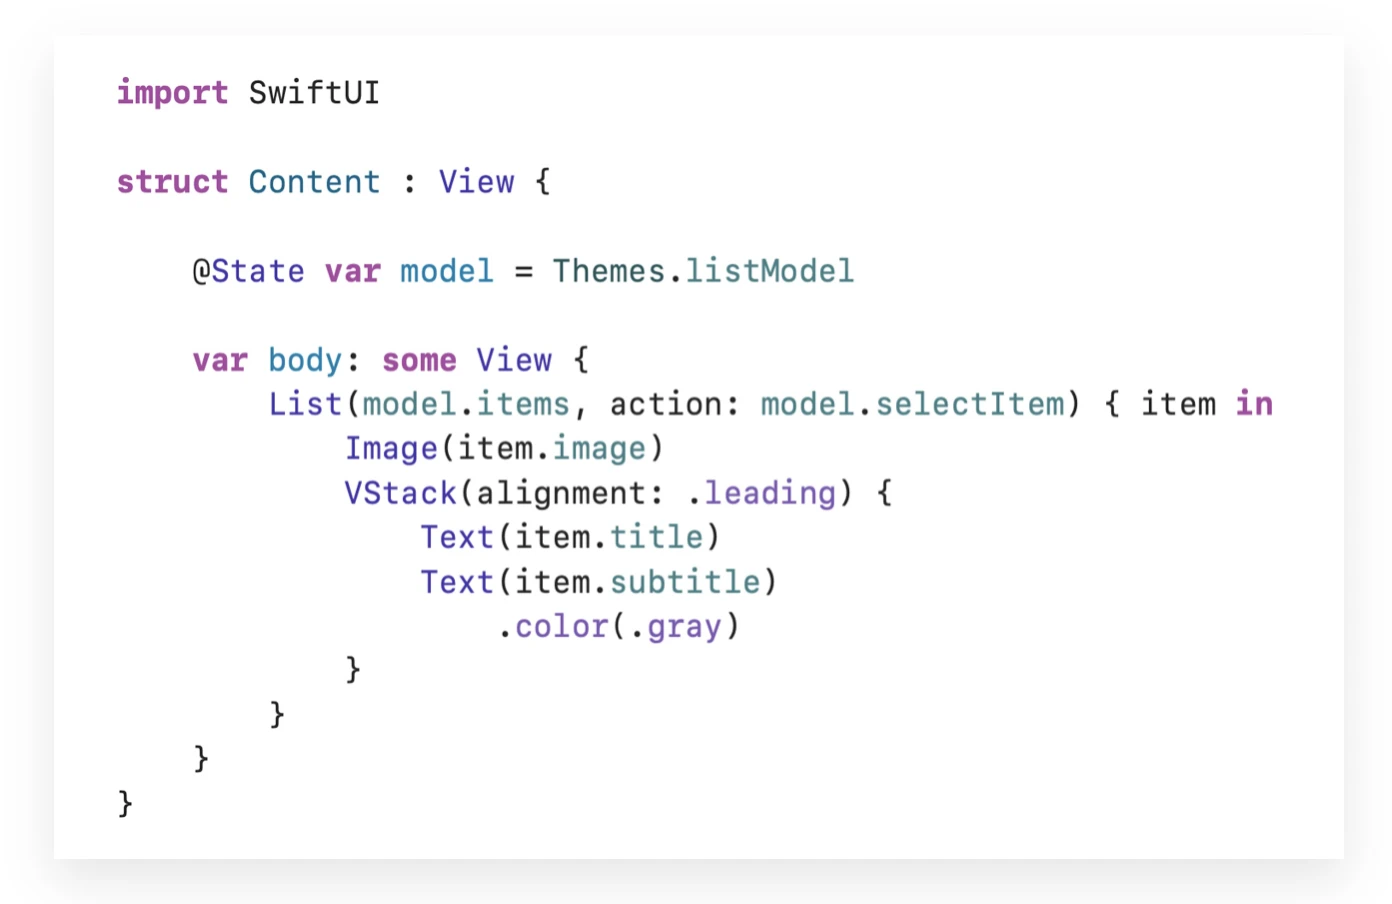 import SwiftUI
struct Content : View {
@State var model = Themes.listModel
var body: some View {
List(model.items, action: model.selectItem) { item in
Image(item.image)
VStack(alignment: .leading) {
Text(item.title)
Text(item.subtitle)
.color(.gray)
}
}
}
}